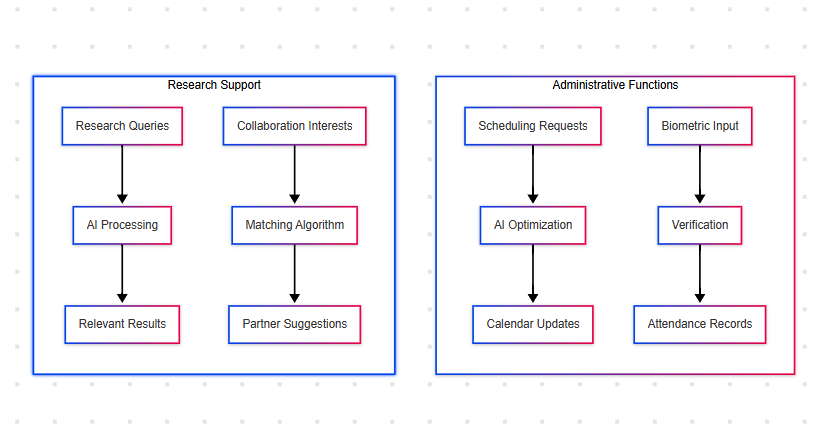 Research Support
Research Queries
Collaboration Interests
AI Processing
Matching Algorithm
Relevant Results
Partner Suggestions
Administrative Functions
Scheduling Requests
Biometric Input
AI Optimization
Verification
Calendar Updates
Attendance Records